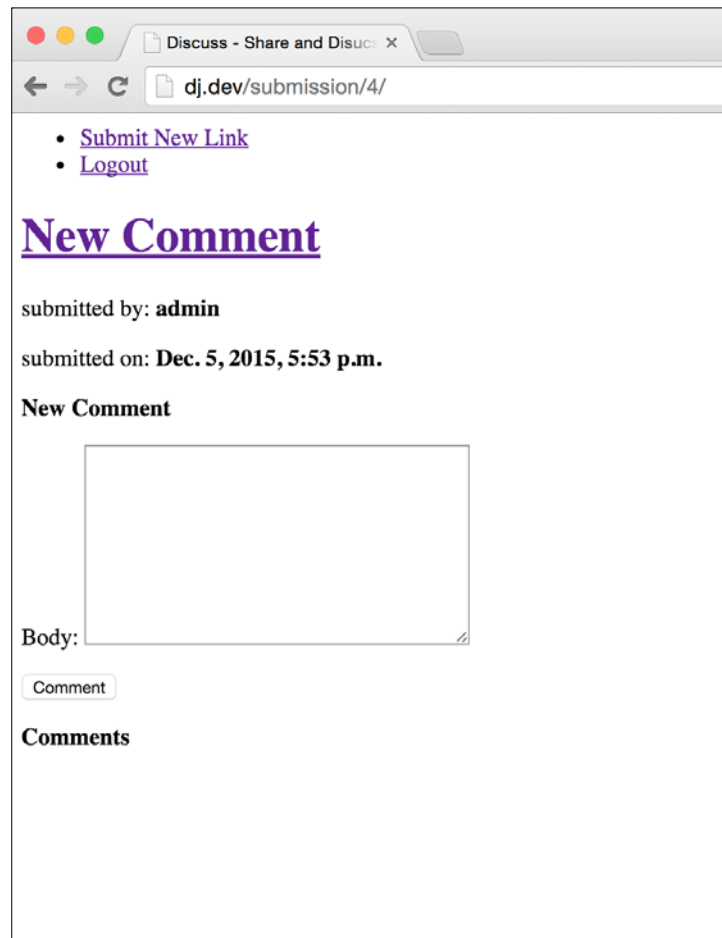 Discuss - Share and Disucs
dj.dev/submission/4/
Submit New Link
Logout
New Comment
submitted by: admin
submitted on: Dec. 5, 2015, 5:53 p.m.
New Comment
Body:
Comment
Comments